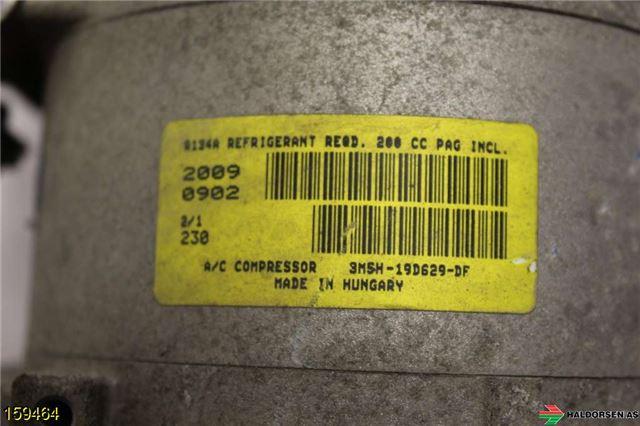 R134A REFRIGERANT REQD. 200 CC PAG INCL.
2009
0902
2/1
230
A/C COMPRESSOR 3M5H-19D629-DF
MADE IN HUNGARY
159464
HALDORSEN AS